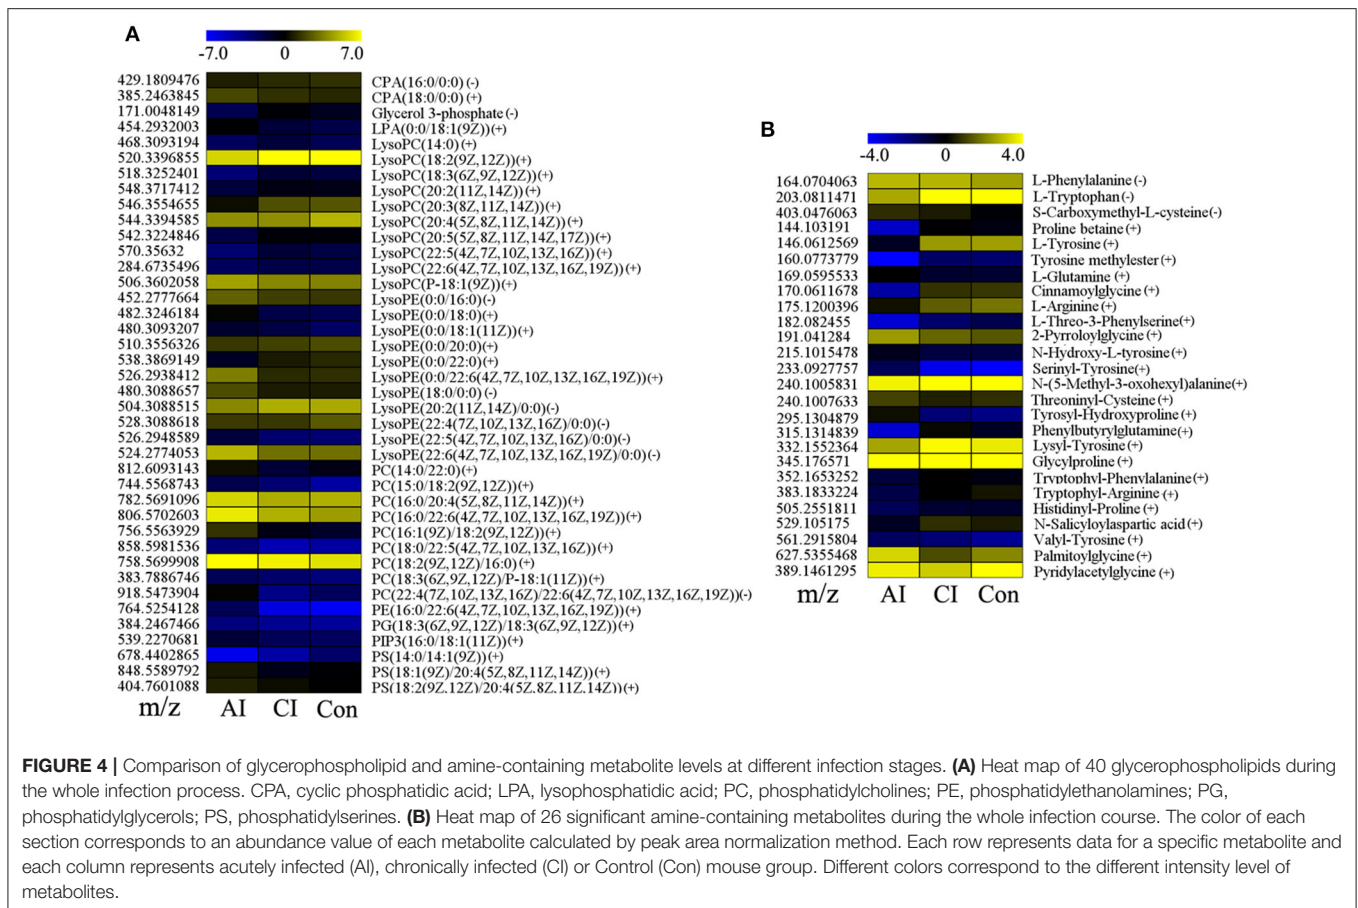 A
-7.0 0 7.0
429.1809476 CPA(16:0/0:0)(-)
385.2463845 CPA(18:0/0:0)(+)
171.0048149 Glycerol 3-phosphate(-)
454.2932003 LPA(0:0/18:1(9Z))(+)
468.3093194 LysoPC(14:0)(+)
520.3396855 LysoPC(18:2(9Z,12Z))(+)
518.3252401 LysoPC(18:3(6Z,9Z,12Z))(+)
548.3717412 LysoPC(20:2(11Z,14Z))(+)
546.3554655 LysoPC(20:3(8Z,11Z,14Z))(+)
544.3394585 LysoPC(20:4(5Z,8Z,11Z,14Z))(+)
542.3224846 LysoPC(20:5(5Z,8Z,11Z,14Z,17Z))(+)
570.35632 LysoPC(22:5(4Z,7Z,10Z,13Z,16Z))(+)
284.6735496 LysoPC(22:6(4Z,7Z,10Z,13Z,16Z,19Z))(+)
506.3602058 LysoPC(P-18:1(9Z))(+)
452.2777664 LysoPE(0:0/16:0)(-)
482.3246184 LysoPE(0:0/18:0)(+)
480.3093207 LysoPE(0:0/18:1(11Z))(+)
510.3556326 LysoPE(0:0/20:0)(+)
538.3869149 LysoPE(0:0/22:0)(+)
526.2938412 LysoPE(0:0/22:6(4Z,7Z,10Z,13Z,16Z,19Z))(+)
480.3088657 LysoPE(18:0/0:0)(-)
504.3088515 LysoPE(20:2(11Z,14Z)/0:0)(-)
528.3088618 LysoPE(22:4(7Z,10Z,13Z,16Z)/0:0)(-)
526.2948589 LysoPE(22:5(4Z,7Z,10Z,13Z,16Z)/0:0)(-)
524.2774053 LysoPE(22:6(4Z,7Z,10Z,13Z,16Z,19Z)/0:0)(-)
812.6093143 PC(14:0/22:0)(+)
744.5568743 PC(15:0/18:2(9Z,12Z))(+)
782.5691096 PC(16:0/20:4(5Z,8Z,11Z,14Z))(+)
806.5702603 PC(16:0/22:6(4Z,7Z,10Z,13Z,16Z,19Z))(+)
756.5563929 PC(16:1(9Z)/18:2(9Z,12Z))(+)
858.5981536 PC(18:0/22:5(4Z,7Z,10Z,13Z,16Z))(+)
758.5699908 PC(18:2(9Z,12Z)/16:0)(+)
383.7886746 PC(18:3(6Z,9Z,12Z)/P-18:1(11Z))(+)
918.5473904 PC(22:4(7Z,10Z,13Z,16Z)/22:6(4Z,7Z,10Z,13Z,16Z,19Z))(-)
764.5254128 PE(16:0/22:6(4Z,7Z,10Z,13Z,16Z,19Z))(+)
384.2467466 PG(18:3(6Z,9Z,12Z)/18:3(6Z,9Z,12Z))(+)
539.2270681 PIP3(16:0/18:1(11Z))(+)
678.4402865 PS(14:0/14:1(9Z))(+)
848.5589792 PS(18:1(9Z)/20:4(5Z,8Z,11Z,14Z))(+)
404.7601088 PS(18:2(9Z,12Z)/20:4(5Z,8Z,11Z,14Z))(+)
m/z AI CI Con
B
-4.0 0 4.0
164.0704063 L-Phenylalanine(-)
203.0811471 L-Tryptophan(-)
403.0476063 S-Carboxymethyl-L-cysteine(-)
144.103191 Proline betaine(+)
146.0612569 L-Tyrosine(+)
160.0773779 Tyrosine methylester(+)
169.0595533 L-Glutamine (+)
170.0611678 Cinnamoylglycine(+)
175.1200396 L-Arginine(+)
182.082455 L-Threo-3-Phenylserine(+)
191.041284 2-Pyrroloylglycine(+)
215.1015478 N-Hydroxy-L-tyrosine(+)
233.0927757 Serinyl-Tyrosine(+)
240.1005831 N-(5-Methyl-3-oxohexyl)alanine(+)
240.1007633 Threoninyl-Cysteine(+)
295.1304879 Tyrosyl-Hydroxyproline(+)
315.1314839 Phenylbutyrylglutamine(+)
332.1552364 Lysyl-Tyrosine(+)
345.176571 Glycylproline(+)
352.1653252 Tryptophyl-Phenylalanine(+)
383.1833224 Tryptophyl-Arginine(+)
505.2551811 Histidinyl-Proline(+)
529.105175 N-Salicyloylaspartic acid(+)
561.2915804 Valyl-Tyrosine(+)
627.5355468 Palmitoylglycine(+)
389.1461295 Pyridylacetylglycine(+)
m/z AI CI Con
FIGURE 4 | Comparison of glycerophospholipid and amine-containing metabolite levels at different infection stages. (A) Heat map of 40 glycerophospholipids during
the whole infection process. CPA, cyclic phosphatidic acid; LPA, lysophosphatidic acid; PC, phosphatidylcholines; PE, phosphatidylethanolamines; PG,
phosphatidylglycerols; PS, phosphatidylserines. (B) Heat map of 26 significant amine-containing metabolites during the whole infection course. The color of each
section corresponds to an abundance value of each metabolite calculated by peak area normalization method. Each row represents data for a specific metabolite and
each column represents acutely infected (AI), chronically infected (CI) or Control (Con) mouse group. Different colors correspond to the different intensity level of
metabolites.